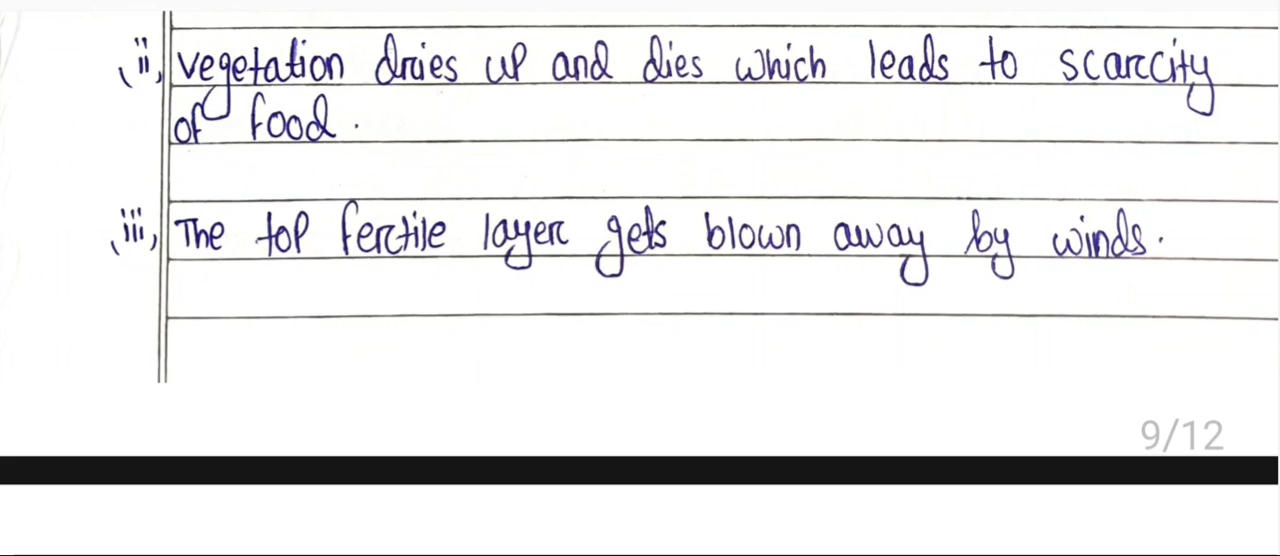 (ii, vegetation dries up and dies which leads to scarcity
of food.
(iii, The top fertile layer gets blown away by winds.
9/12